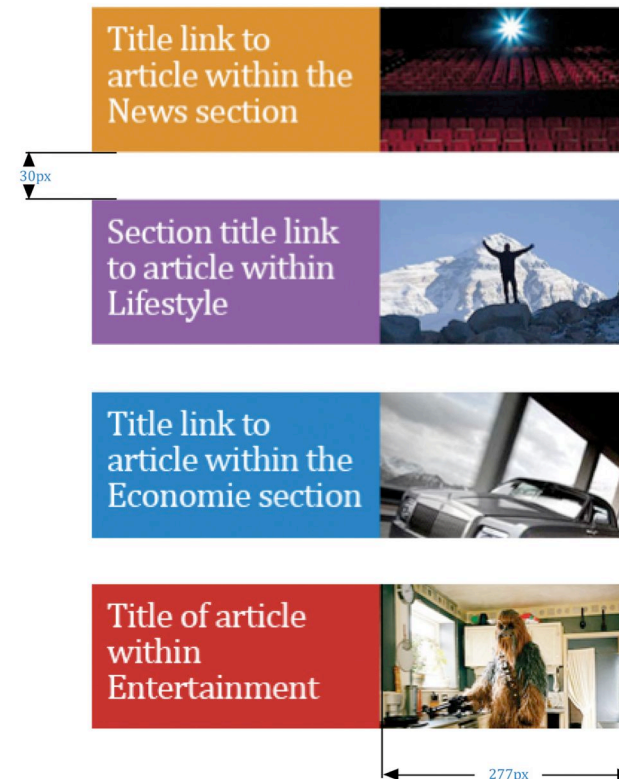 Title link to
article within the
News section
30px
Section title link
to article within
Lifestyle
Title link to
article within the
Economie section
Title of article
within
Entertainment
277px